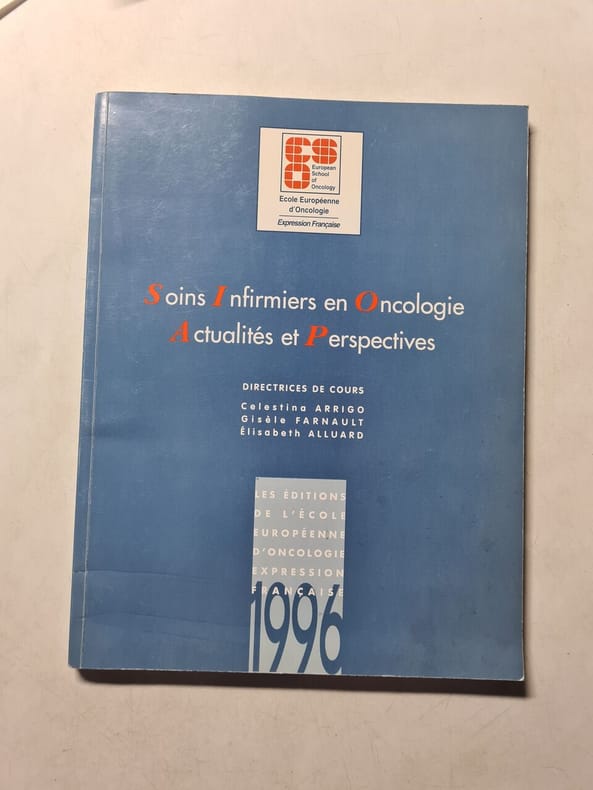 ESO
European
School
of
Oncology
Ecole Européenne
d'Oncologie
Expression Française
Soins Infirmiers en Oncologie
Actualités et Perspectives
DIRECTRICES DE COURS
Celestina ARRIGO
Gisèle FARNAULT
Élisabeth ALLUARD
LES ÉDITIONS
DE L'ÉCOLE
EUROPÉENNE
D'ONCOLOGIE
EXPRESSION
FRANÇAISE
1996